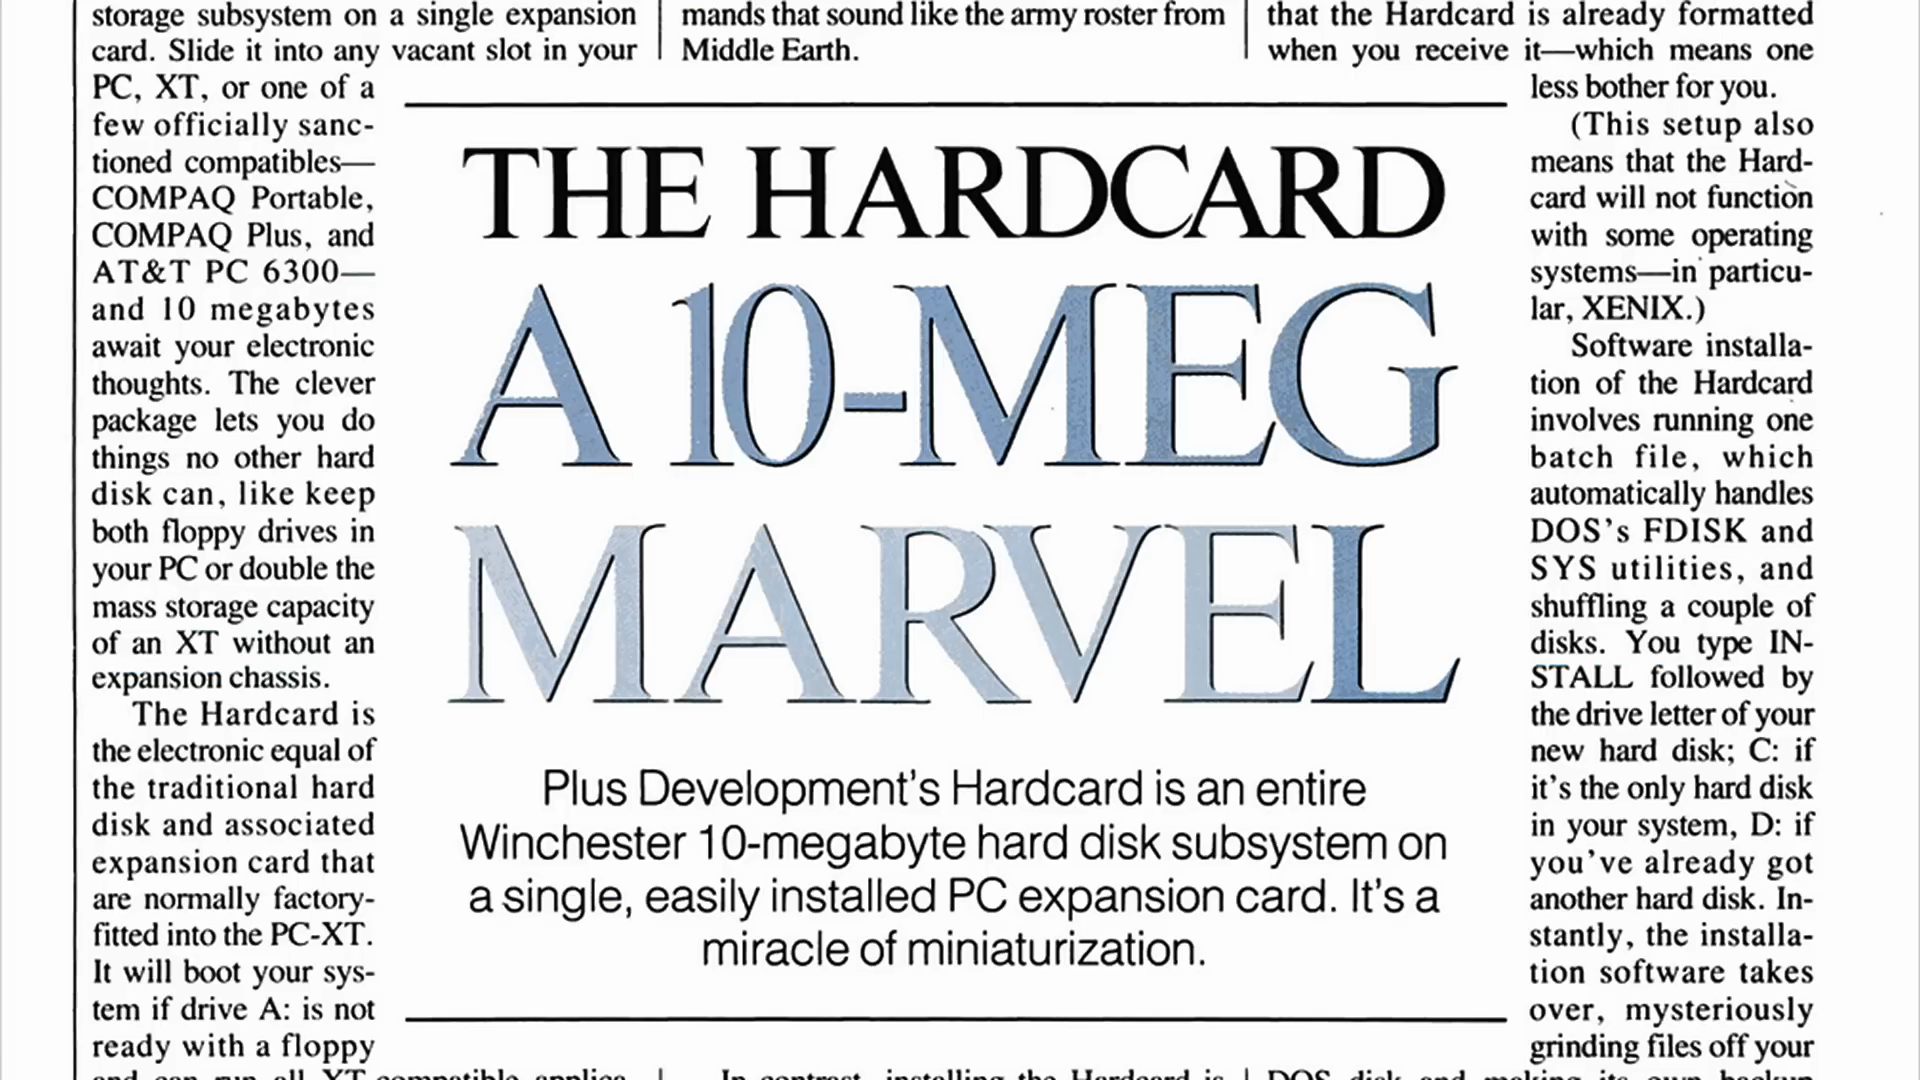 storage subsystem on a single expansion
card. Slide it into any vacant slot in your
PC, XT, or one of a
few officially sanc-
tioned compatibles—
COMPAQ Portable,
COMPAQ Plus, and
AT&T PC 6300—
and 10 megabytes
await your electronic
thoughts. The clever
package lets you do
things no other hard
disk can, like keep
both floppy drives in
your PC or double the
mass storage capacity
of an XT without an
expansion chassis.
The Hardcard is
the electronic equal of
the traditional hard
disk and associated
expansion card that
are normally factory-
fitted into the PC-XT.
It will boot your sys-
tem if drive A: is not
ready with a floppy
mands that sound like the army roster from
Middle Earth.
THE HARDCARD
A 10-MEG
MARVEL
Plus Development's Hardcard is an entire
Winchester 10-megabyte hard disk subsystem on
a single, easily installed PC expansion card. It's a
miracle of miniaturization.
In contrast, installing the Hardcard is
that the Hardcard is already formatted
when you receive it—which means one
less bother for you.
(This setup also
means that the Hard-
card will not function
with some operating
systems—in particu-
lar, XENIX.)
Software installa-
tion of the Hardcard
involves running one
batch file, which
automatically handles
DOS's FDISK and
SYS utilities, and
shuffling a couple of
disks. You type IN-
STALL followed by
the drive letter of your
new hard disk; C: if
it's the only hard disk
in your system, D: if
you've already got
another hard disk. In-
stantly, the installa-
tion software takes
over, mysteriously
grinding files off your
DOS disk and making its own backup